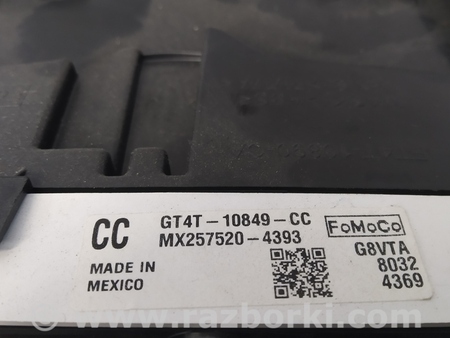 CC
GT4T-10849-CC
MX257520-4393
FoMoCo
G8VTA
8032
4369
MADE IN
MEXICO
www.razborki.com